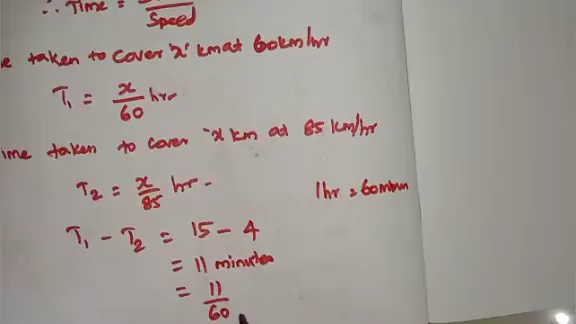 ∴ Time = /Speed
taken to cover 'x' km at 60km/hr
T₁ = x/60 hr
ime taken to cover 'x km at 85 km/hr
T₂ = x/85 hr -
1hr = 60
T₁ - T₂ = 15 - 4
= 11 minutes
= 11/60